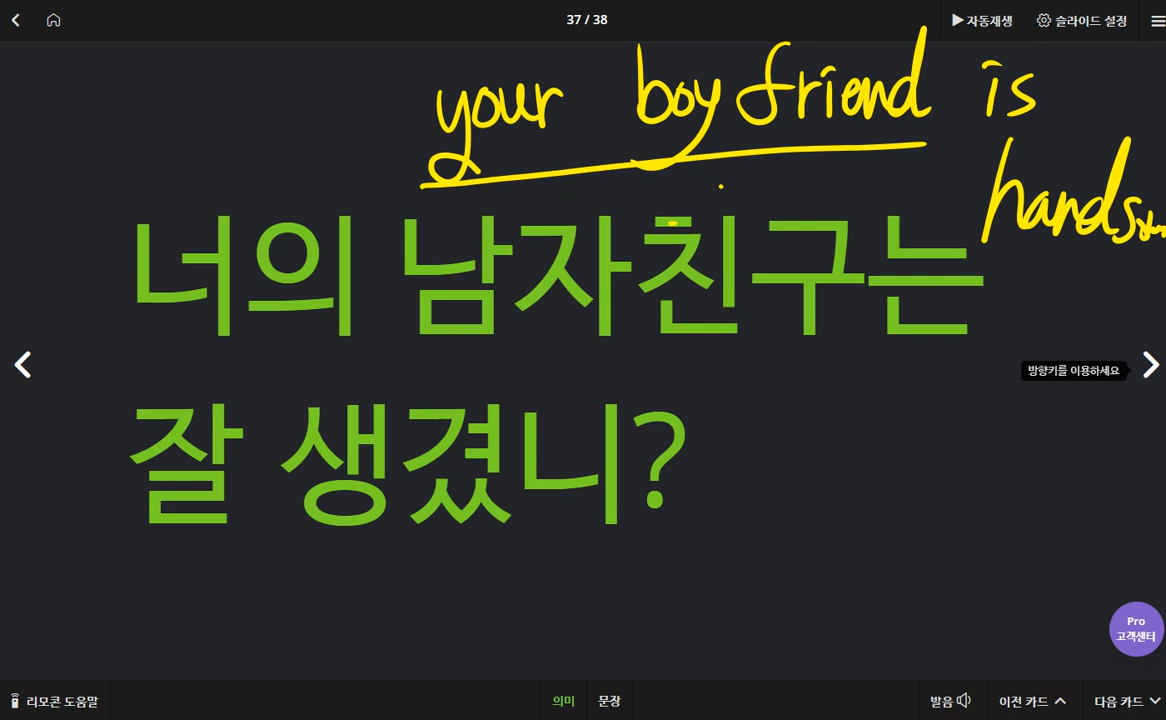 37 / 38
자동재생
슬라이드 설정
your boyfriend is
너의 남자친구는
잘 생겼니?
방향키를 이용하세요
Pro
고객센터
리모콘 도움말
의미
문장
발음
이전 카드
다음 카드